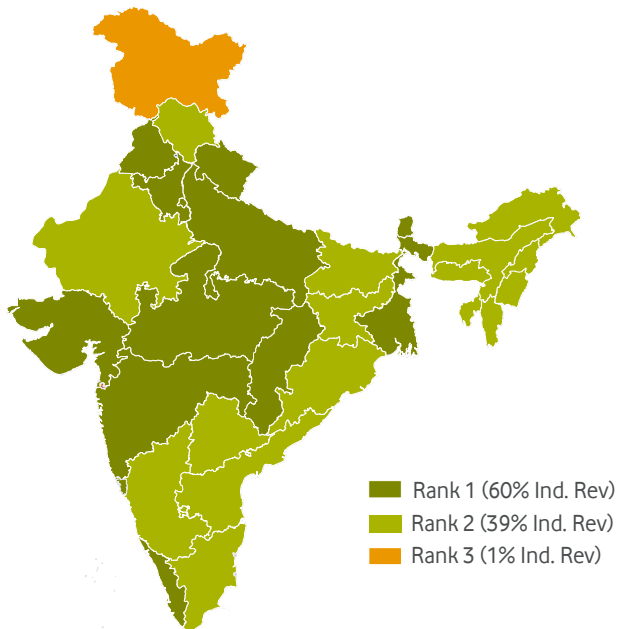 Rank 1 (60% Ind. Rev)
Rank 2 (39% Ind. Rev)
Rank 3 (1% Ind. Rev)